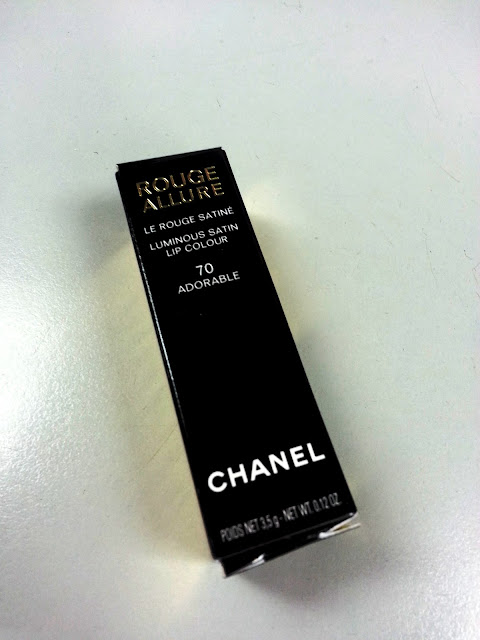 ROUGE
ALLURE
LE ROUGE SATINÉ
LUMINOUS SATIN
LIP COLOUR
70
ADORABLE
CHANEL
POIDS NET 3,5 g - NET WT. 0.12 OZ.